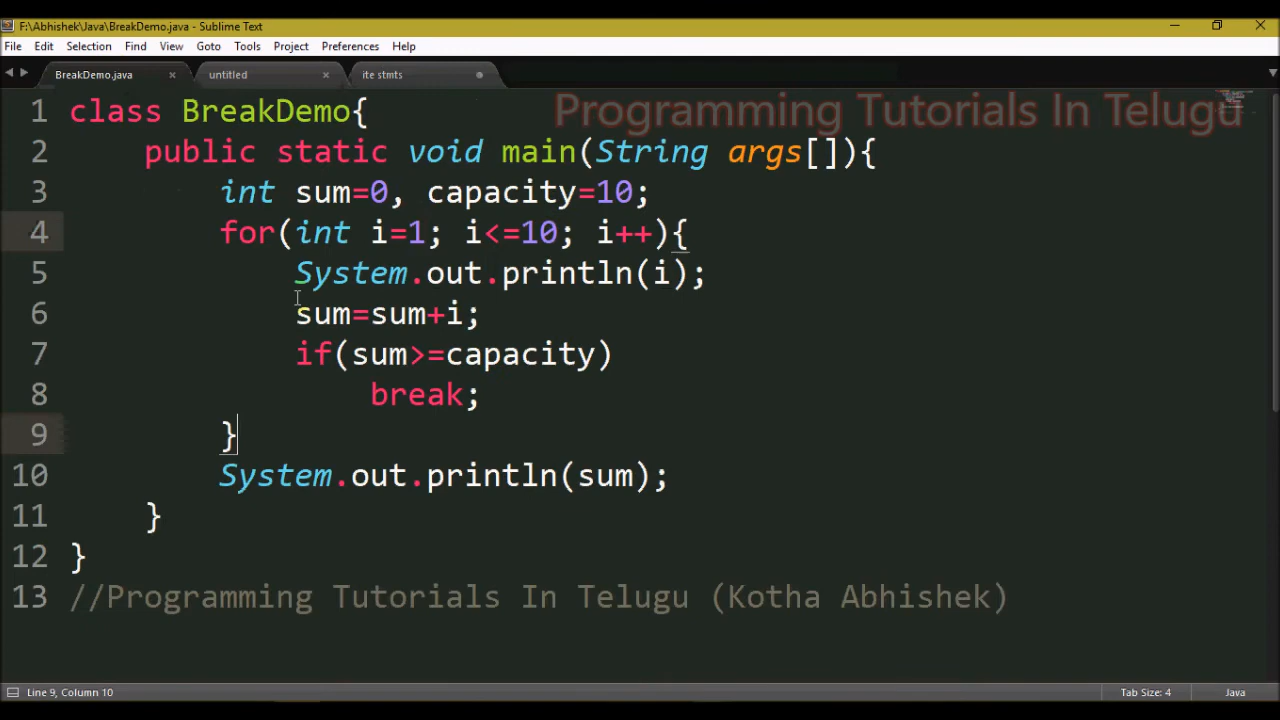 F:\Abhishek\Java\BreakDemo.java - Sublime Text
File Edit Selection Find View Goto Tools Project Preferences Help
BreakDemo.java untitled ite stmts
Programming Tutorials In Telugu
1 class BreakDemo{
2 public static void main(String args[]){
3 int sum=0, capacity=10;
4 for(int i=1; i<=10; i++){
5 System.out.println(i);
6 sum=sum+i;
7 if(sum>=capacity)
8 break;
9 }
10 System.out.println(sum);
11 }
12 }
13 //Programming Tutorials In Telugu (Kotha Abhishek)
Line 9, Column 10 Tab Size: 4 Java